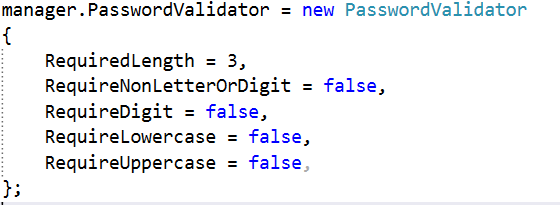 manager.PasswordValidator = new PasswordValidator
{
    RequiredLength = 3,
    RequireNonLetterOrDigit = false,
    RequireDigit = false,
    RequireLowercase = false,
    RequireUppercase = false,
};